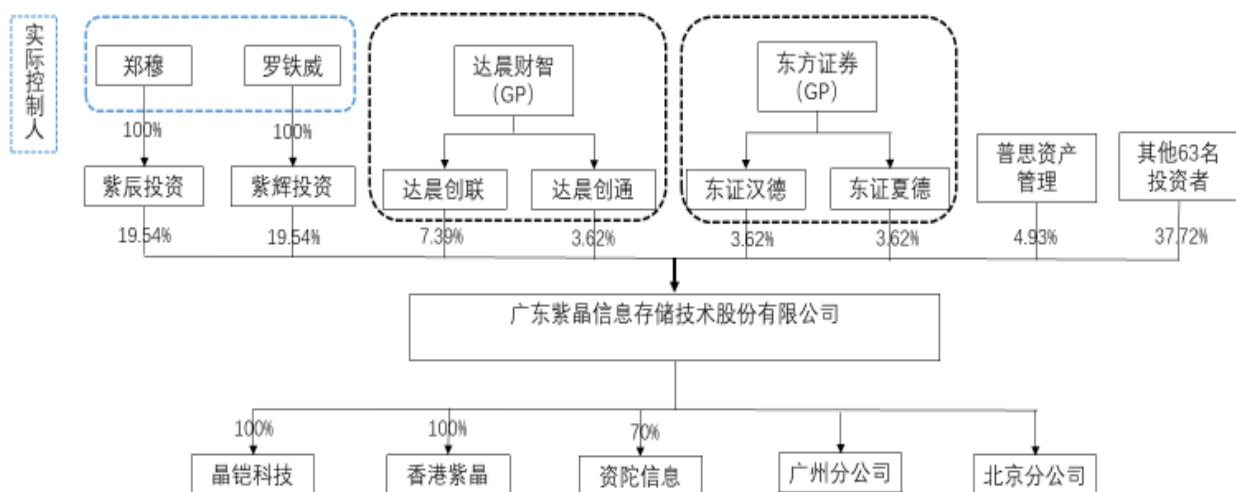 实际控制人
郑穆
罗铁威
达晨财智
（GP）
东方证券
（GP）
100%
100%
紫辰投资
紫辉投资
达晨创联
达晨创通
东证汉德
东证夏德
普思资产
管理
其他63名
投资者
19.54%
19.54%
7.39%
3.62%
3.62%
3.62%
4.93%
37.72%
广东紫晶信息存储技术股份有限公司
100%
100%
70%
晶铠科技
香港紫晶
资陀信息
广州分公司
北京分公司